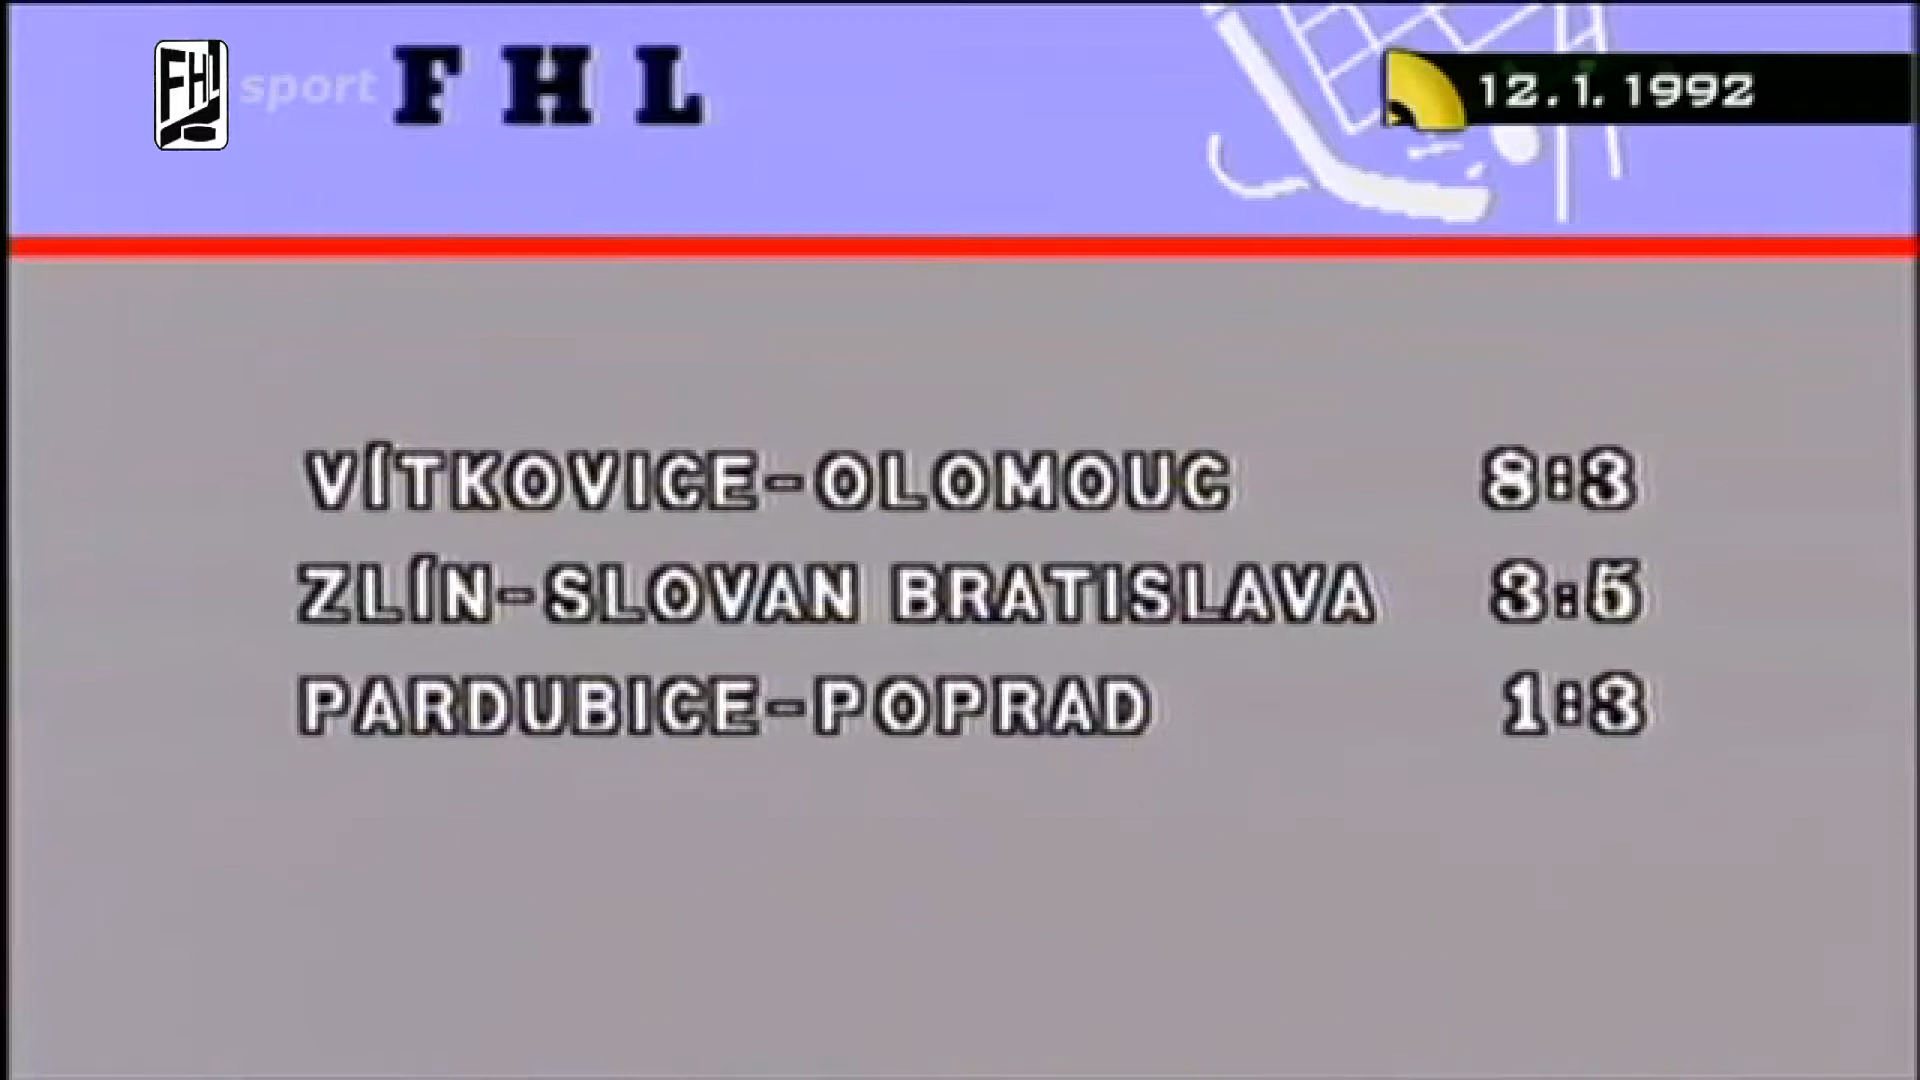 FHL sport F H L 12.1.1992
VÍTKOVICE-OLOMOUC 8:3
ZLÍN-SLOVAN BRATISLAVA 3:5
PARDUBICE-POPRAD 1:3